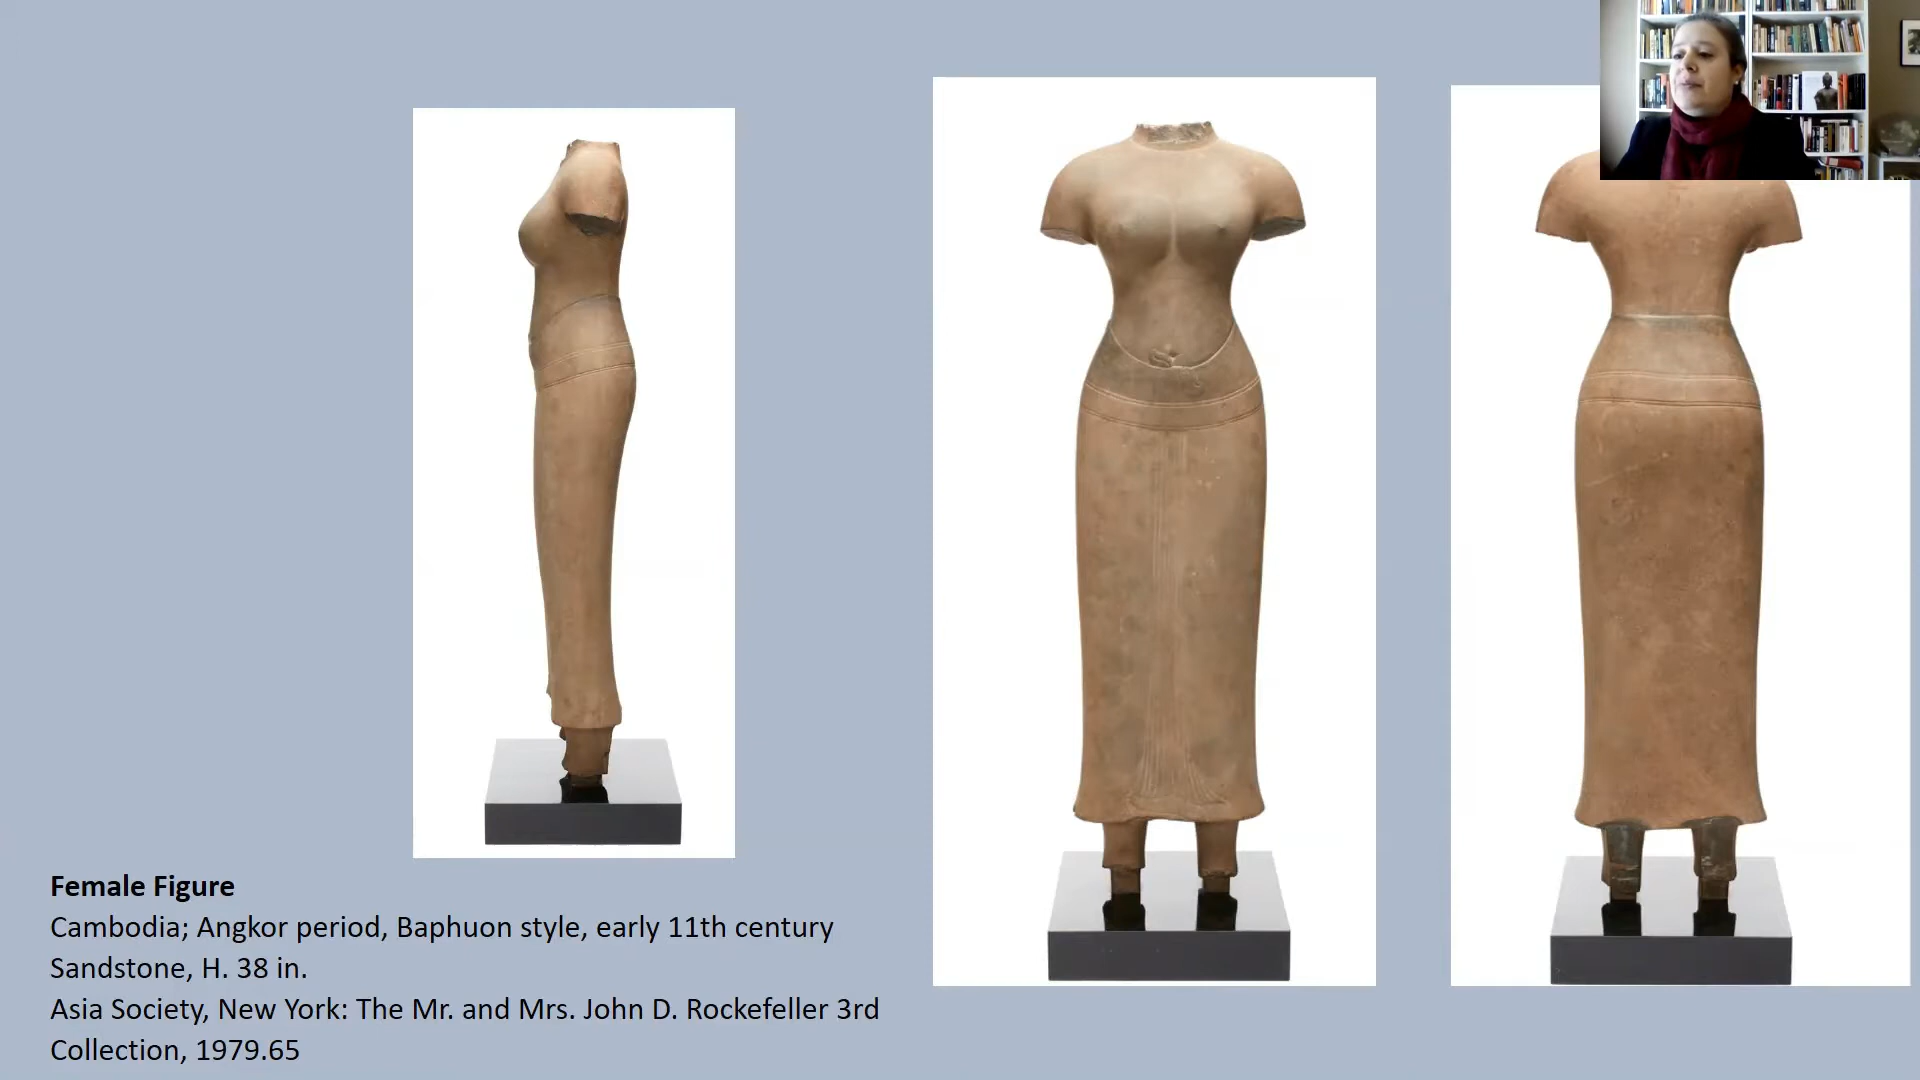 Female Figure
Cambodia; Angkor period, Baphuon style, early 11th century
Sandstone, H. 38 in.
Asia Society, New York: The Mr. and Mrs. John D. Rockefeller 3rd
Collection, 1979.65